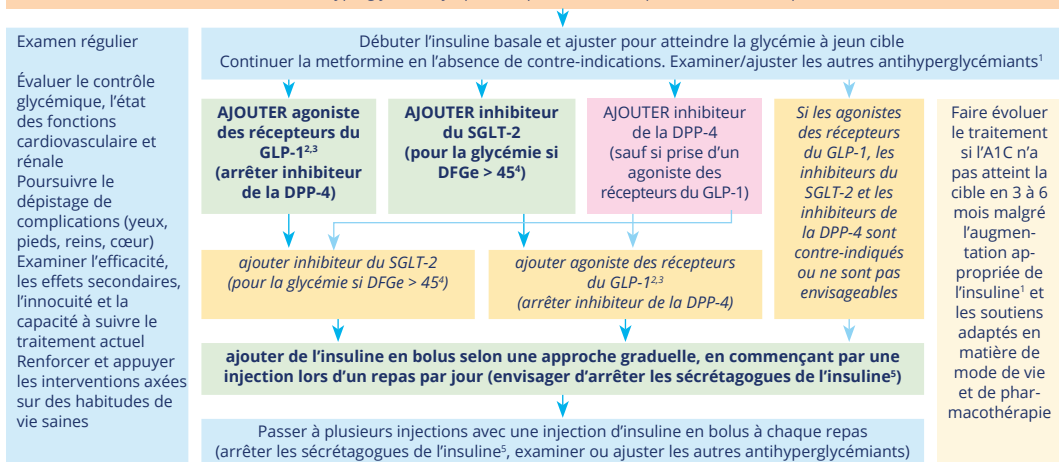 Examen régulier
Évaluer le contrôle
glycémique, l'état
des fonctions
cardiovasculaire et
rénale
Poursuivre le
dépistage de
complications (yeux,
pieds, reins, cœur)
Examiner l'efficacité,
les effets secondaires,
l'innocuité et la
capacité à suivre le
traitement actuel
Renforcer et appuyer
les interventions axées
sur des habitudes de
vie saines
Débuter l'insuline basale et ajuster pour atteindre la glycémie à jeun cible
Continuer la metformine en l'absence de contre-indications. Examiner/ajuster les autres antihyperglycémiants¹
AJOUTER agoniste
des récepteurs du
GLP-1²,³
(arrêter inhibiteur
de la DPP-4)
AJOUTER inhibiteur
du SGLT-2
(pour la glycémie si
DFGe > 45⁴)
AJOUTER inhibiteur
de la DPP-4
(sauf si prise d'un
agoniste des
récepteurs du GLP-1)
Si les agonistes
des récepteurs
du GLP-1, les
inhibiteurs du
SGLT-2 et les
inhibiteurs de
la DPP-4 sont
contre-indiqués
ou ne sont pas
envisageables
Faire évoluer
le traitement
si l'A1C n'a
pas atteint la
cible en 3 à 6
mois malgré
l'augmen-
tation ap-
propriée de
l'insuline¹ et
les soutiens
adaptés en
matière de
mode de vie
et de phar-
macothérapie
ajouter inhibiteur du SGLT-2
(pour la glycémie si DFGe > 45⁴)
ajouter agoniste des récepteurs
du GLP-1²,³
(arrêter inhibiteur de la DPP-4)
ajouter de l'insuline en bolus selon une approche graduelle, en commençant par une
injection lors d'un repas par jour (envisager d'arrêter les sécrétagogues de l'insuline⁵)
Passer à plusieurs injections avec une injection d'insuline en bolus à chaque repas
(arrêter les sécrétagogues de l'insuline⁵, examiner ou ajuster les autres antihyperglycémiants)